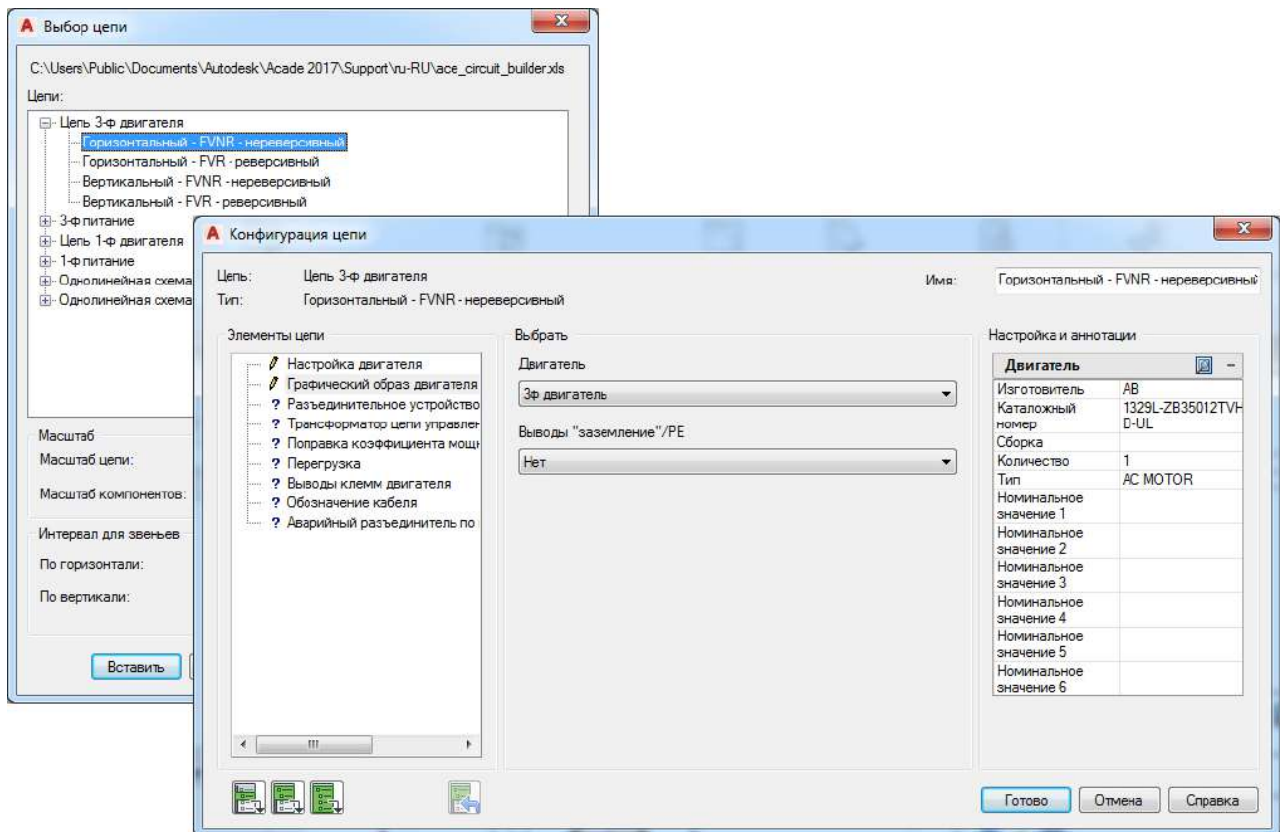 Выбор цепи
C:\Users\Public\Documents\Autodesk\Acade 2017\Support\ru-RU\ace_circuit_builder.xls
Цепи:
Цепь 3-ф двигателя
Горизонтальный - FVNR - нереверсивный
Горизонтальный - FVR - реверсивный
Вертикальный - FVNR - нереверсивный
Вертикальный - FVR - реверсивный
3-ф питание
Цепь 1-ф двигателя
1-ф питание
Однолинейная схема
Однолинейная схема
Масштаб
Масштаб цепи:
Масштаб компонентов:
Интервал для звеньев
По горизонтали:
По вертикали:
Вставить
Конфигурация цепи
Цепь: Цепь 3-ф двигателя
Имя: Горизонтальный - FVNR - нереверсивный
Тип: Горизонтальный - FVNR - нереверсивный
Элементы цепи
Настройка двигателя
Графический образ двигателя
? Разъединительное устройство
? Трансформатор цепи управлен
? Поправка коэффициента мощн
? Перегрузка
? Выводы клемм двигателя
? Обозначение кабеля
? Аварийный разъединитель по
Выбрать
Двигатель
3ф двигатель
Выводы "заземление"/PE
Нет
Настройка и аннотации
Двигатель
Изготовитель AB
Каталожный 1329L-ZB35012TVH
номер D-UL
Сборка
Количество 1
Тип AC MOTOR
Номинальное
значение 1
Номинальное
значение 2
Номинальное
значение 3
Номинальное
значение 4
Номинальное
значение 5
Номинальное
значение 6
Готово Отмена Справка